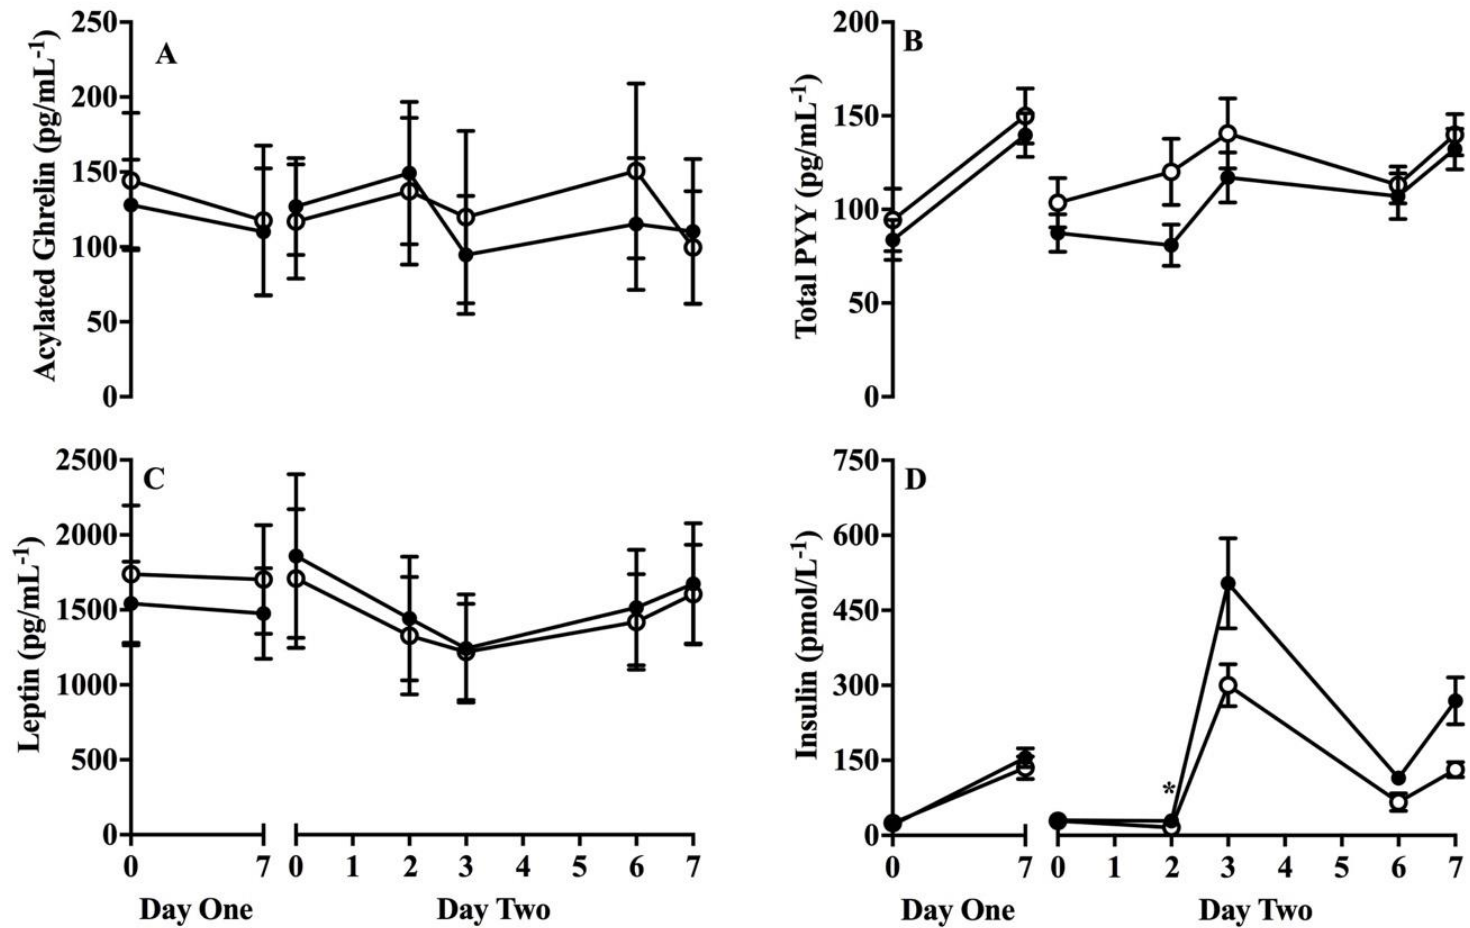 A
Acylated Ghrelin (pg/mL⁻¹)
250
200
150
100
50
0
B
Total PYY (pg/mL⁻¹)
200
150
100
50
0
C
Leptin (pg/mL⁻¹)
2500
2000
1500
1000
500
0
0 7 0 1 2 3 4 5 6 7
Day One Day Two
D
Insulin (pmol/L⁻¹)
750
600
450
300
150
0
*
0 7 0 1 2 3 4 5 6 7
Day One Day Two